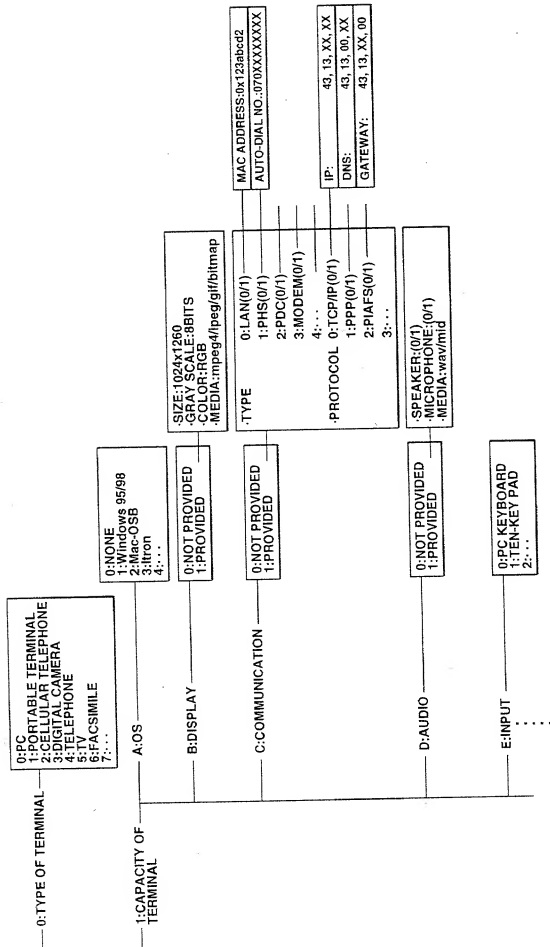 0:TYPE OF TERMINAL
0:PC
1:PORTABLE TERMINAL
2:CELLULAR TELEPHONE
3:DIGITAL CAMERA
4:TELEPHONE
5:TV
6:FACSIMILE
7:···
1:CAPACITY OF
TERMINAL
A:OS
0:NONE
1:Windows 95/98
2:Mac-OSB
3:Itron
4:···
B:DISPLAY
0:NOT PROVIDED
1:PROVIDED
·SIZE:1024x1260
·GRAY SCALE:8BITS
·COLOR:RGB
·MEDIA:mpeg4/jpeg/gif/bitmap
C:COMMUNICATION
0:NOT PROVIDED
1:PROVIDED
·TYPE 0:LAN(0/1)
1:PHS(0/1)
2:PDC(0/1)
3:MODEM(0/1)
4:···
·PROTOCOL 0:TCP/IP(0/1)
1:PPP(0/1)
2:PIAFS(0/1)
3:···
MAC ADDRESS:0x123abcd2
AUTO-DIAL NO.:070XXXXXXXX
IP: 43, 13, XX, XX
DNS: 43, 13, 00, XX
GATEWAY: 43, 13, XX, 00
D:AUDIO
0:NOT PROVIDED
1:PROVIDED
·SPEAKER:(0/1)
·MICROPHONE:(0/1)
·MEDIA:wav/mid
E:INPUT
0:PC KEYBOARD
1:TEN-KEY PAD
2:···